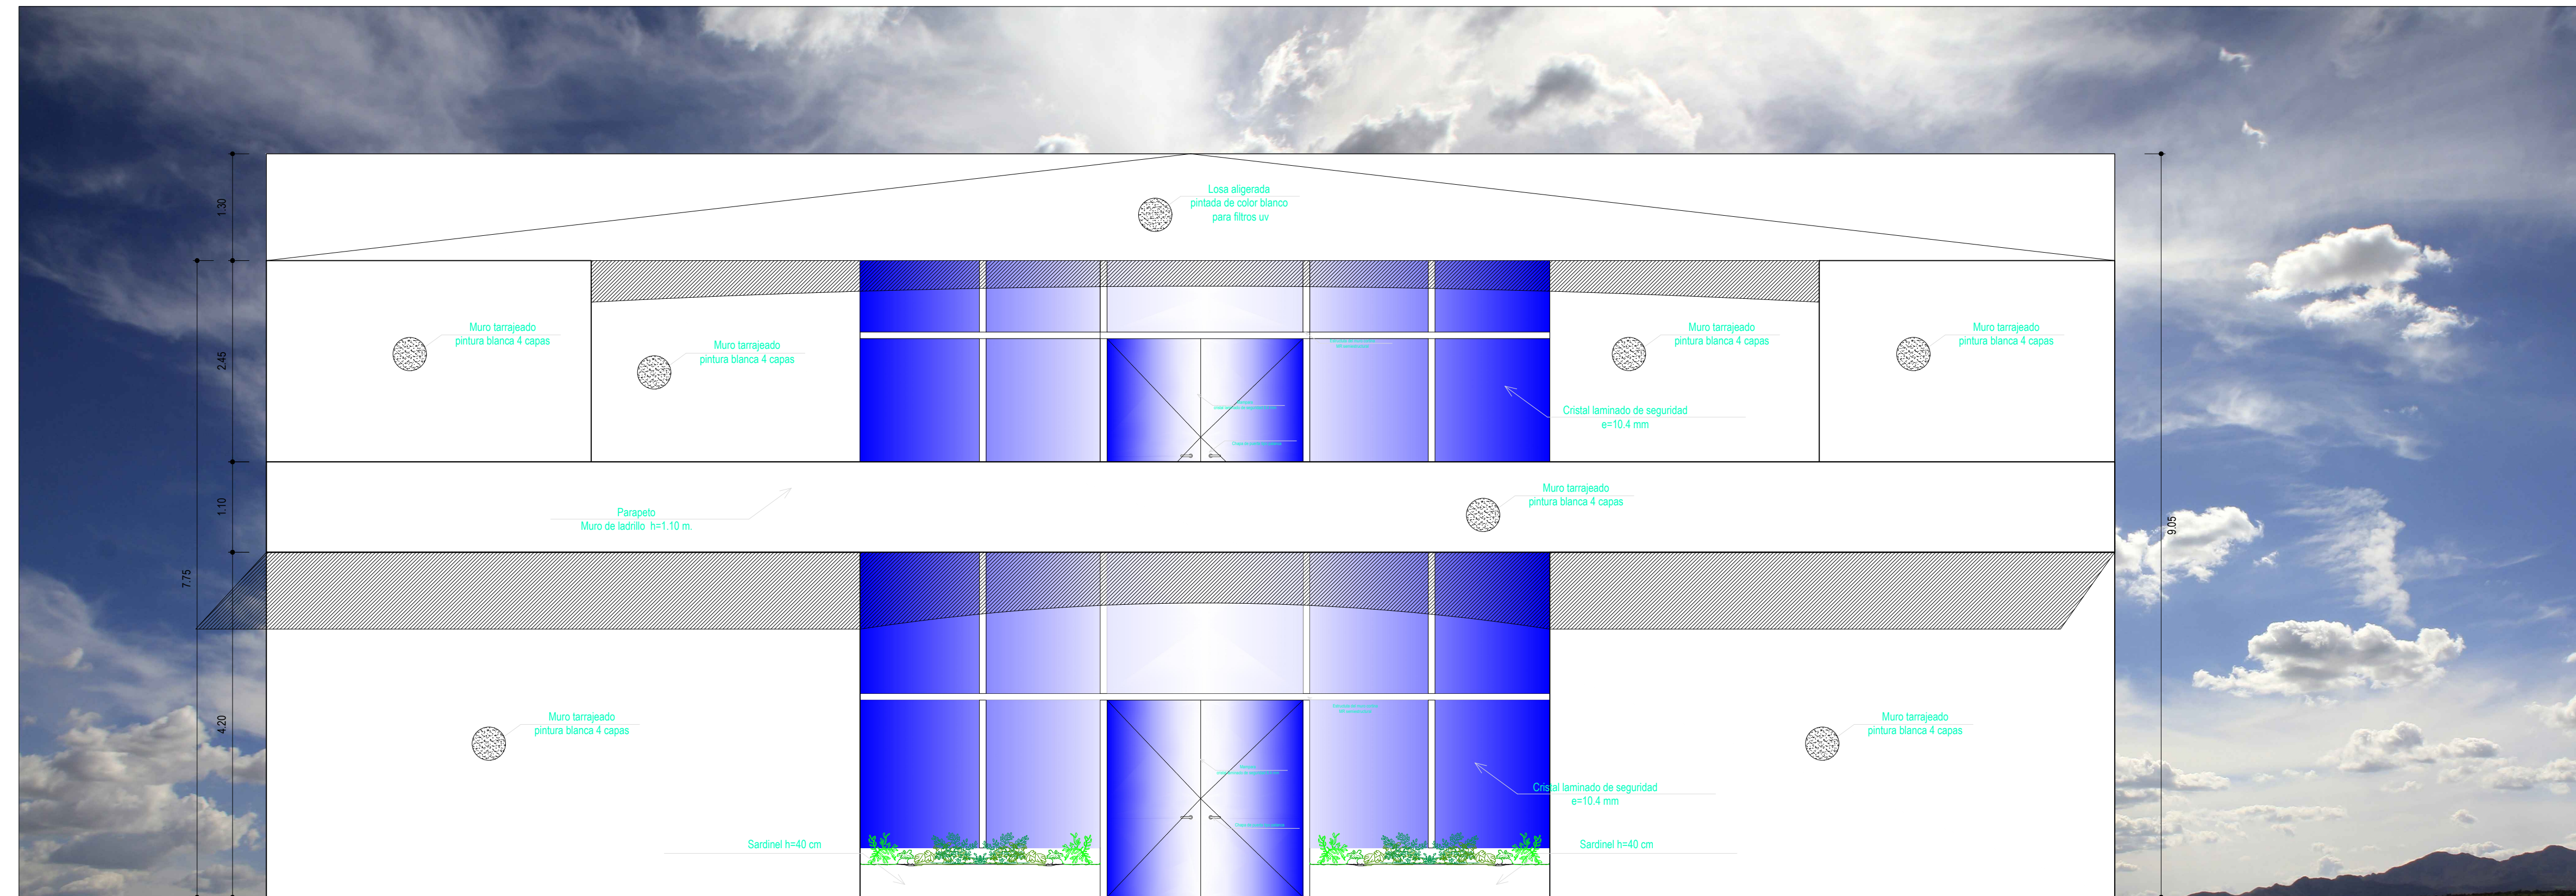 Losa aligerada
pintada de color blanco
para filtros uv
1.30
Muro tarrajeado
pintura blanca 4 capas
Muro tarrajeado
pintura blanca 4 capas
Muro tarrajeado
pintura blanca 4 capas
Muro tarrajeado
pintura blanca 4 capas
2.45
Cristal laminado de seguridad
e=10.4 mm
Muro tarrajeado
pintura blanca 4 capas
1.10
Parapeto
Muro de ladrillo h=1.10 m.
9.05
7.75
4.20
Muro tarrajeado
pintura blanca 4 capas
Muro tarrajeado
pintura blanca 4 capas
Cristal laminado de seguridad
e=10.4 mm
Sardinel h=40 cm
Sardinel h=40 cm